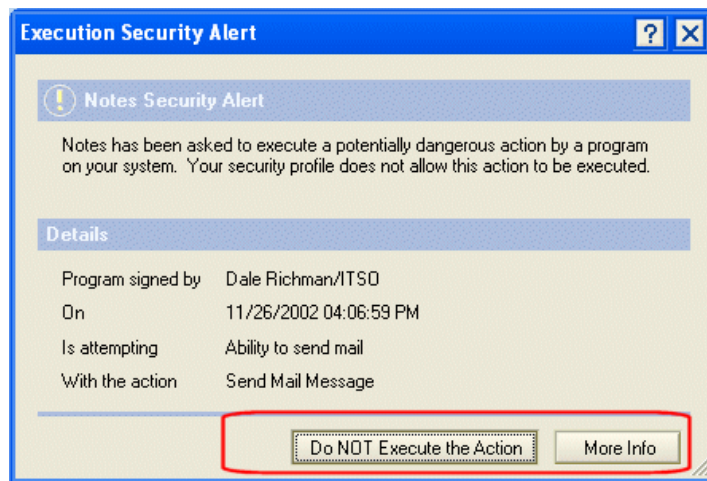 Execution Security Alert
Notes Security Alert
Notes has been asked to execute a potentially dangerous action by a program
on your system. Your security profile does not allow this action to be executed.
Details
Program signed by Dale Richman/ITSO
On 11/26/2002 04:06:59 PM
Is attempting Ability to send mail
With the action Send Mail Message
Do NOT Execute the Action More Info